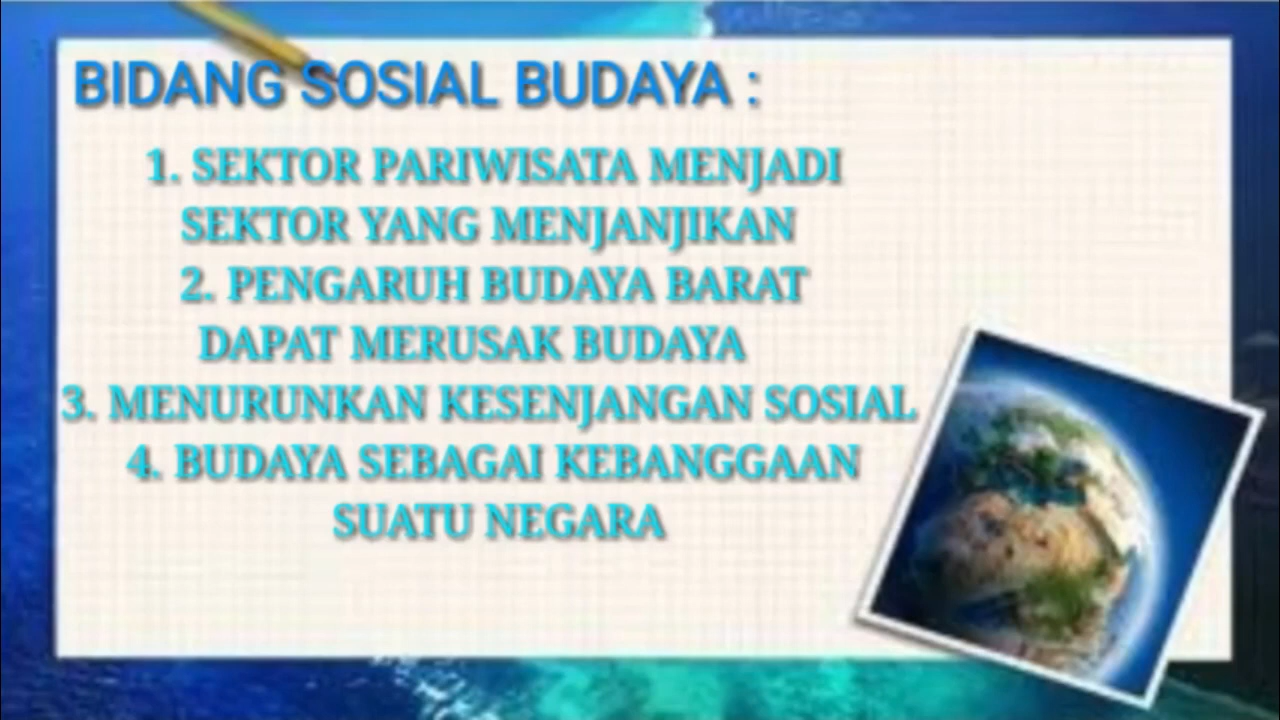 BIDANG SOSIAL BUDAYA :
1. SEKTOR PARIWISATA MENJADI
SEKTOR YANG MENJANJIKAN
2. PENGARUH BUDAYA BARAT
DAPAT MERUSAK BUDAYA
3. MENURUNKAN KESENJANGAN SOSIAL
4. BUDAYA SEBAGAI KEBANGGAAN
SUATU NEGARA